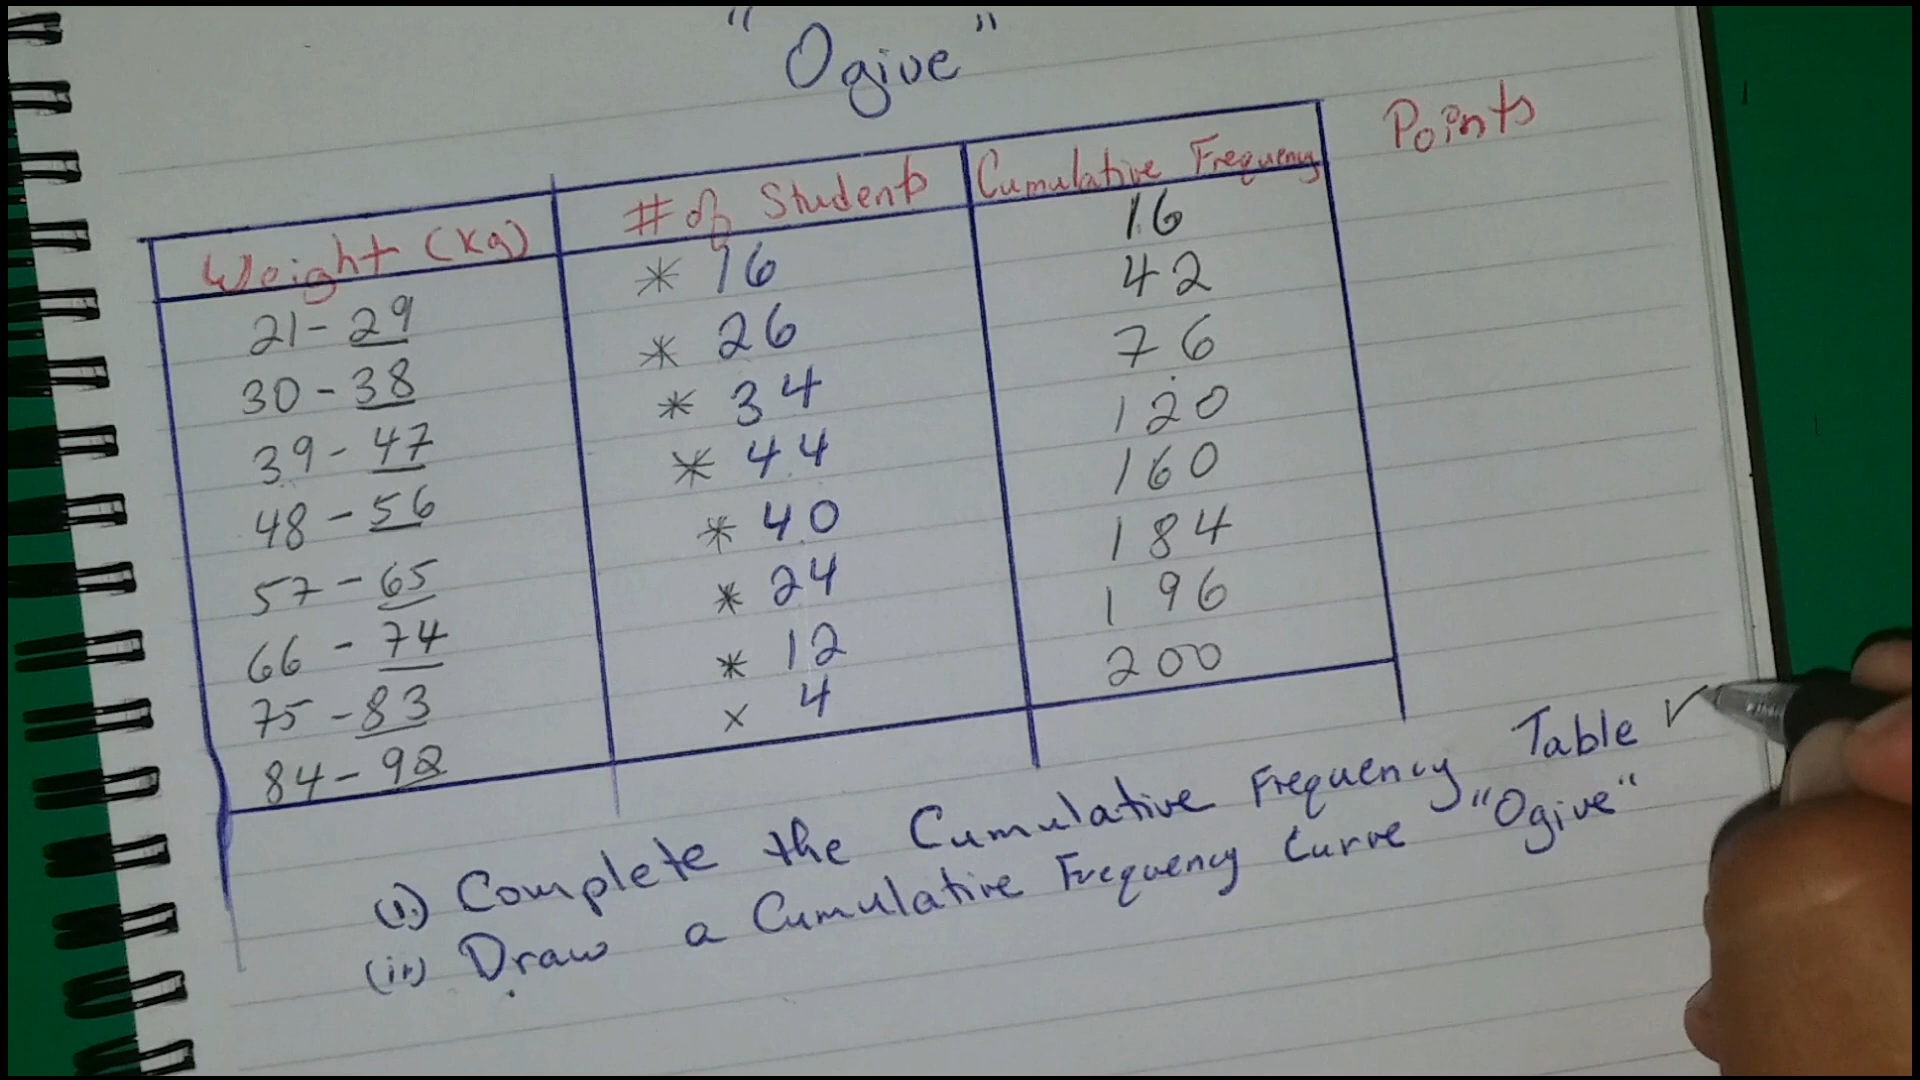 "Ogive"
Weight (Kg) # of Students Cumulative Frequency Points
21 - 29 * 16 16
30 - 38 * 26 42
39 - 47 * 34 76
48 - 56 * 44 120
57 - 65 * 40 160
66 - 74 * 24 184
75 - 83 * 12 196
84 - 92 x 4 200
(i) Complete the Cumulative Frequency Table ✓
(ii) Draw a Cumulative Frequency Curve "Ogive"